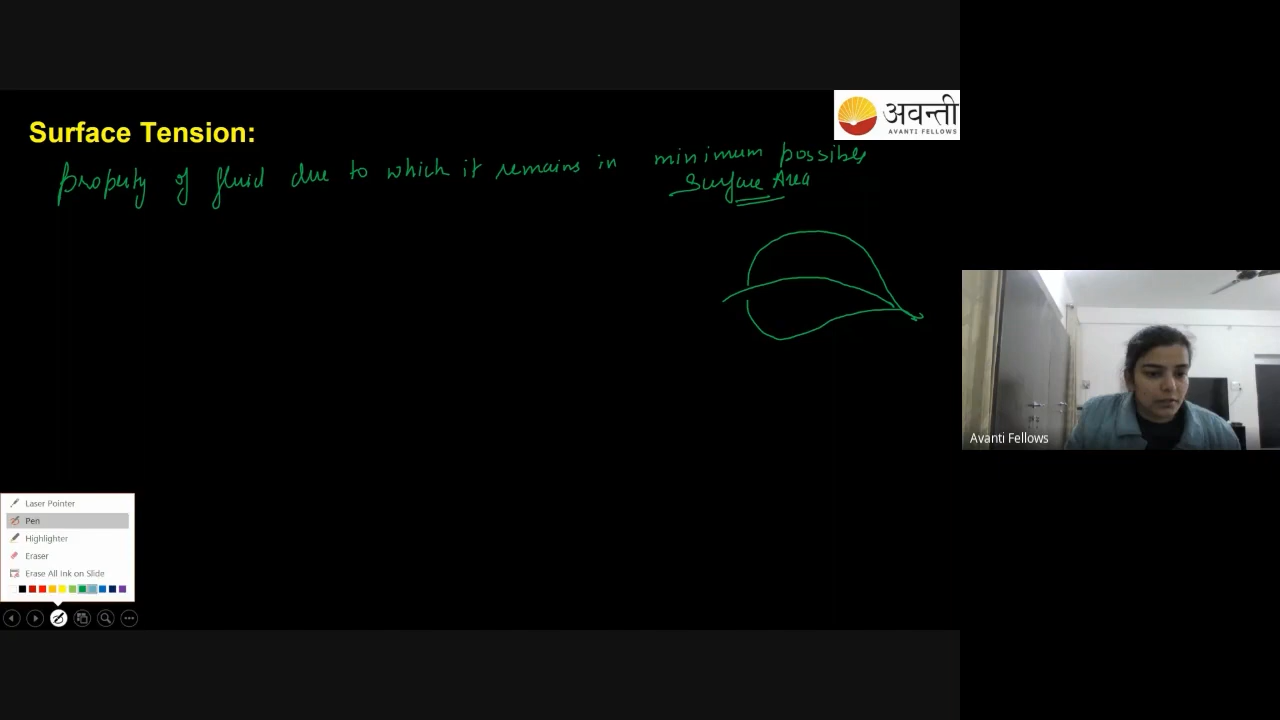 अवन्ती
AVANTI FELLOWS
Surface Tension:
property of fluid due to which it remains in minimum possible
Surface Area
Avanti Fellows
Laser Pointer
Pen
Highlighter
Eraser
Erase All Ink on Slide